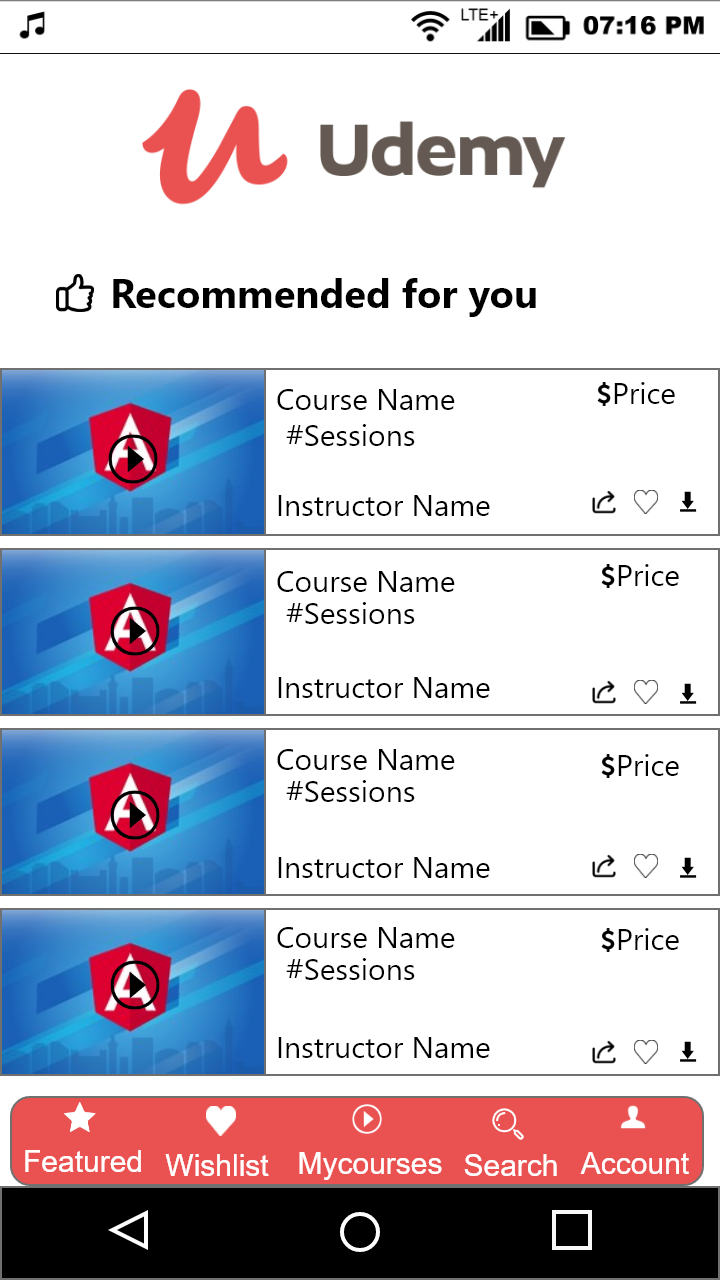 LTE+
07:16 PM
Udemy
Recommended for you
Course Name
$Price
#Sessions
Instructor Name
Course Name
$Price
#Sessions
Instructor Name
Course Name
$Price
#Sessions
Instructor Name
Course Name
$Price
#Sessions
Instructor Name
Featured Wishlist Mycourses Search Account